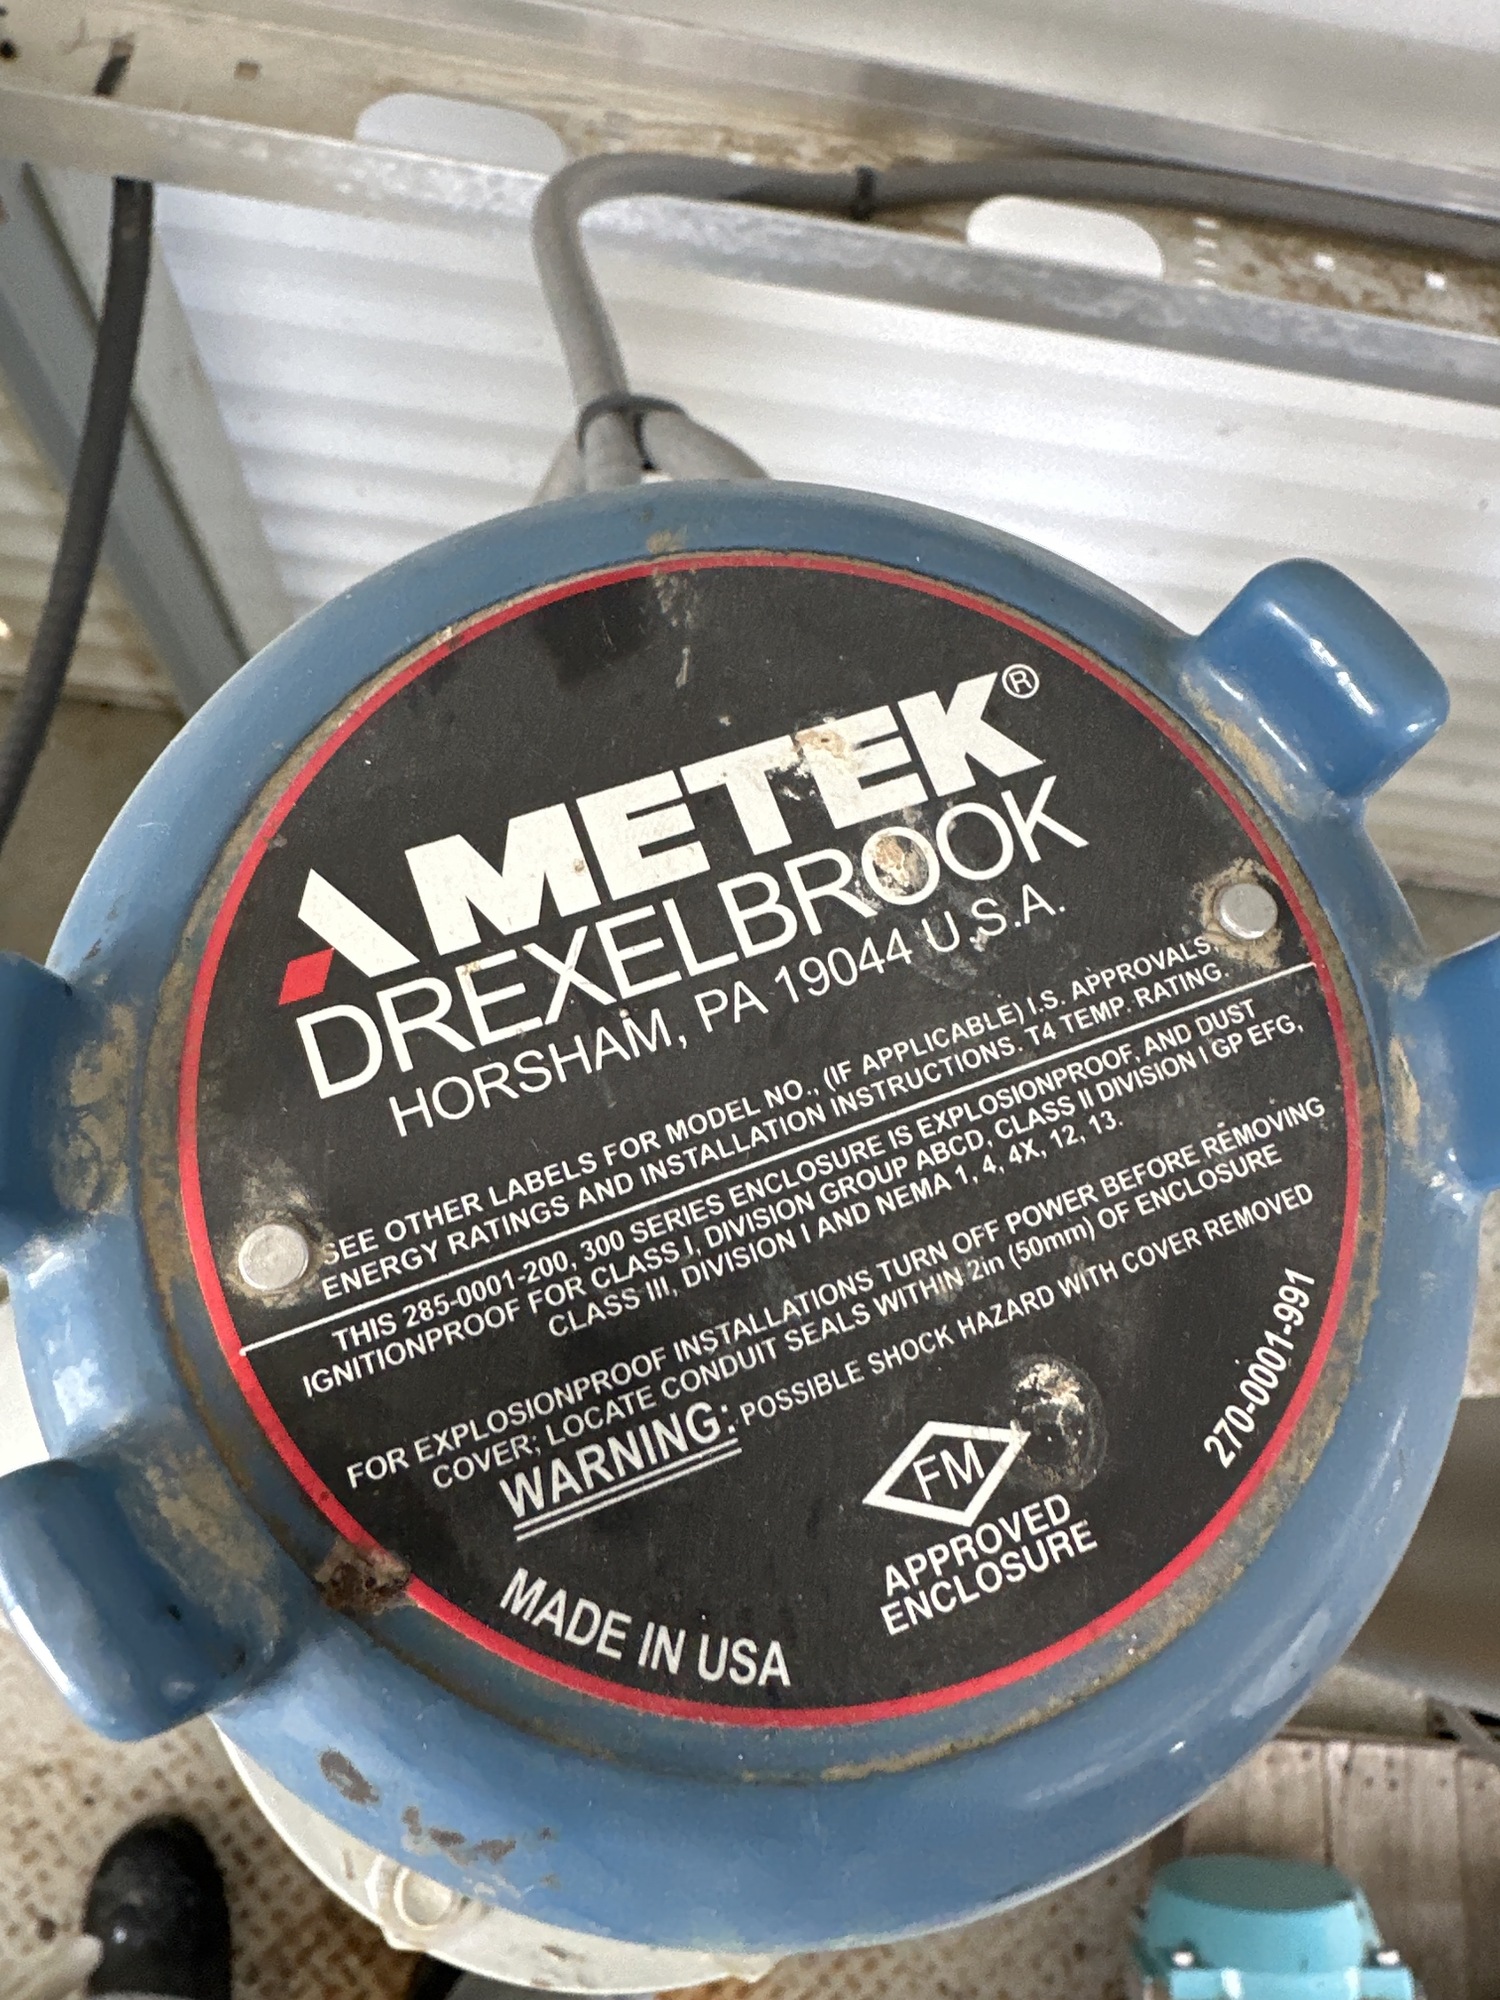 AMETEK®
DREXELBROOK
HORSHAM, PA 19044 U.S.A.
SEE OTHER LABELS FOR MODEL NO., (IF APPLICABLE) I.S. APPROVALS,
ENERGY RATINGS AND INSTALLATION INSTRUCTIONS. T4 TEMP. RATING.
THIS 285-0001-200, 300 SERIES ENCLOSURE IS EXPLOSIONPROOF, AND DUST
IGNITIONPROOF FOR CLASS I, DIVISION GROUP ABCD, CLASS II DIVISION I GP EFG,
CLASS III, DIVISION I AND NEMA 1, 4, 4X, 12, 13.
FOR EXPLOSIONPROOF INSTALLATIONS TURN OFF POWER BEFORE REMOVING
COVER; LOCATE CONDUIT SEALS WITHIN 2in (50mm) OF ENCLOSURE
WARNING: POSSIBLE SHOCK HAZARD WITH COVER REMOVED
FM
APPROVED
ENCLOSURE
270-0001-991
MADE IN USA